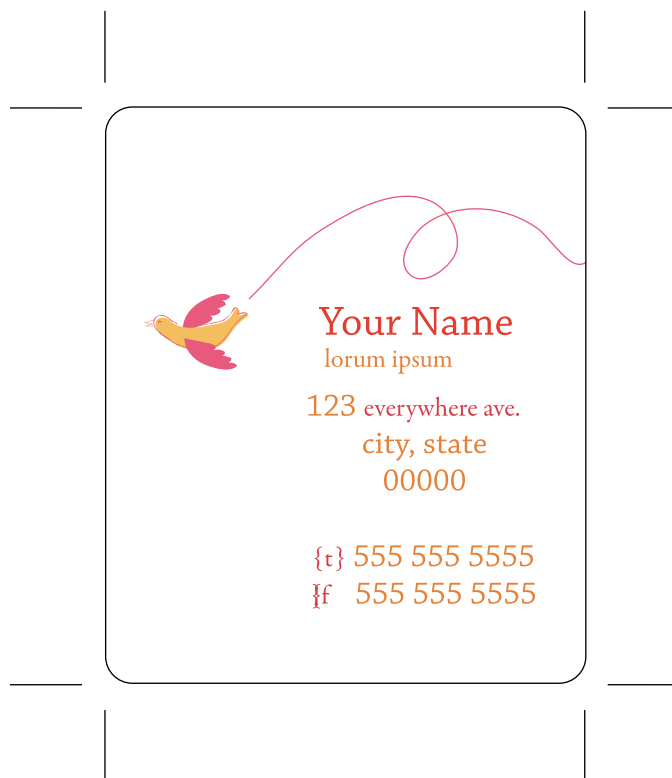 Your Name
lorum ipsum
123 everywhere ave.
city, state
00000
{t} 555 555 5555
}{f 555 555 5555